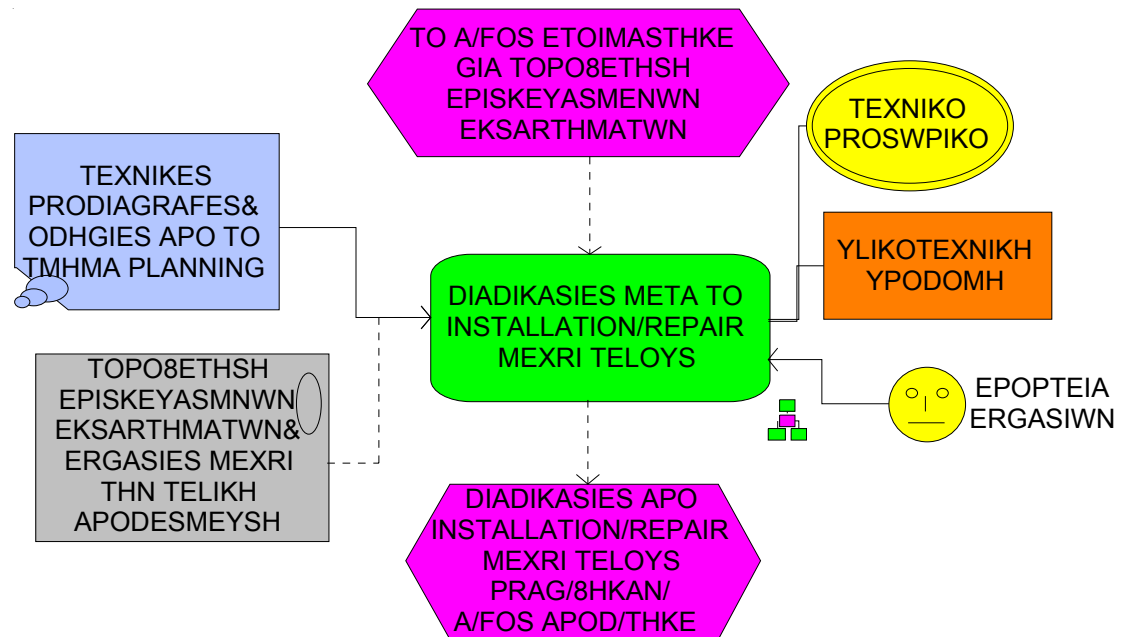 TO A/FOS ETOIMASTHKE
GIA TOPO8ETHSH
EPISKEYASMENWN
EKSARTHMATWN
TEXNIKO
PROSWPIKO
TEXNIKES
PRODIAGRAFES&
ODHGIES APO TO
TMHMA PLANNING
YLIKOTEXNIKH
YPODOMH
DIADIKASIES META TO
INSTALLATION/REPAIR
MEXRI TELOYS
TOPO8ETHSH
EPISKEYASMNWN
EKSARTHMATWN&
ERGASIES MEXRI
THN TELIKH
APODESMEYSH
EPOPTEIA
ERGASIWN
DIADIKASIES APO
INSTALLATION/REPAIR
MEXRI TELOYS
PRAG/8HKAN/
A/FOS APOD/THKE